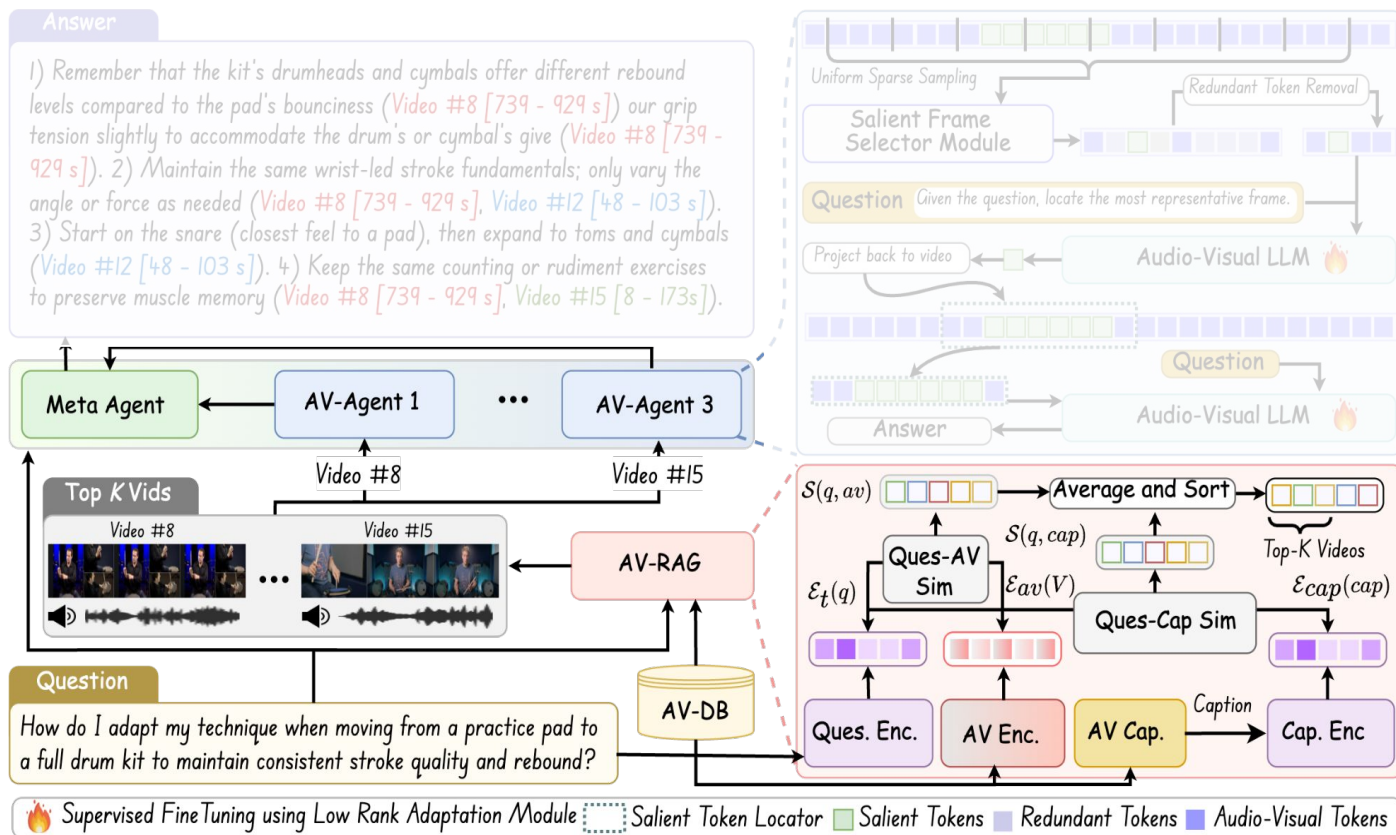 Answer
1) Remember that the kit's drumheads and cymbals offer different rebound
levels compared to the pad's bounciness (Video #8 [739 - 929 s]) our grip
tension slightly to accommodate the drum's or cymbal's give (Video #8 [739 -
929 s]). 2) Maintain the same wrist-led stroke fundamentals; only vary the
angle or force as needed (Video #8 [739 - 929 s], Video #12 [48 - 103 s]).
3) Start on the snare (closest feel to a pad), then expand to toms and cymbals
(Video #12 [48 - 103 s]). 4) Keep the same counting or rudiment exercises
to preserve muscle memory (Video #8 [739 - 929 s], Video #15 [8 - 173s]).
Uniform Sparse Sampling
Redundant Token Removal
Salient Frame
Selector Module
Question
Given the question, locate the most representative frame.
Project back to video
Audio-Visual LLM
Question
Audio-Visual LLM
Answer
Meta Agent
AV-Agent 1
•••
AV-Agent 3
Video #8
Video #15
Top K Vids
Video #8
Video #15
•••
AV-RAG
AV-DB
Question
How do I adapt my technique when moving from a practice pad to
a full drum kit to maintain consistent stroke quality and rebound?
S(q, av)
Average and Sort
S(q, cap)
Top-K Videos
Ques-AV
Sim
Ɛt(q)
Ɛav(V)
Ɛcap(cap)
Ques-Cap Sim
Ques. Enc.
AV Enc.
AV Cap.
Caption
Cap. Enc
Supervised FineTuning using Low Rank Adaptation Module
Salient Token Locator
Salient Tokens
Redundant Tokens
Audio-Visual Tokens